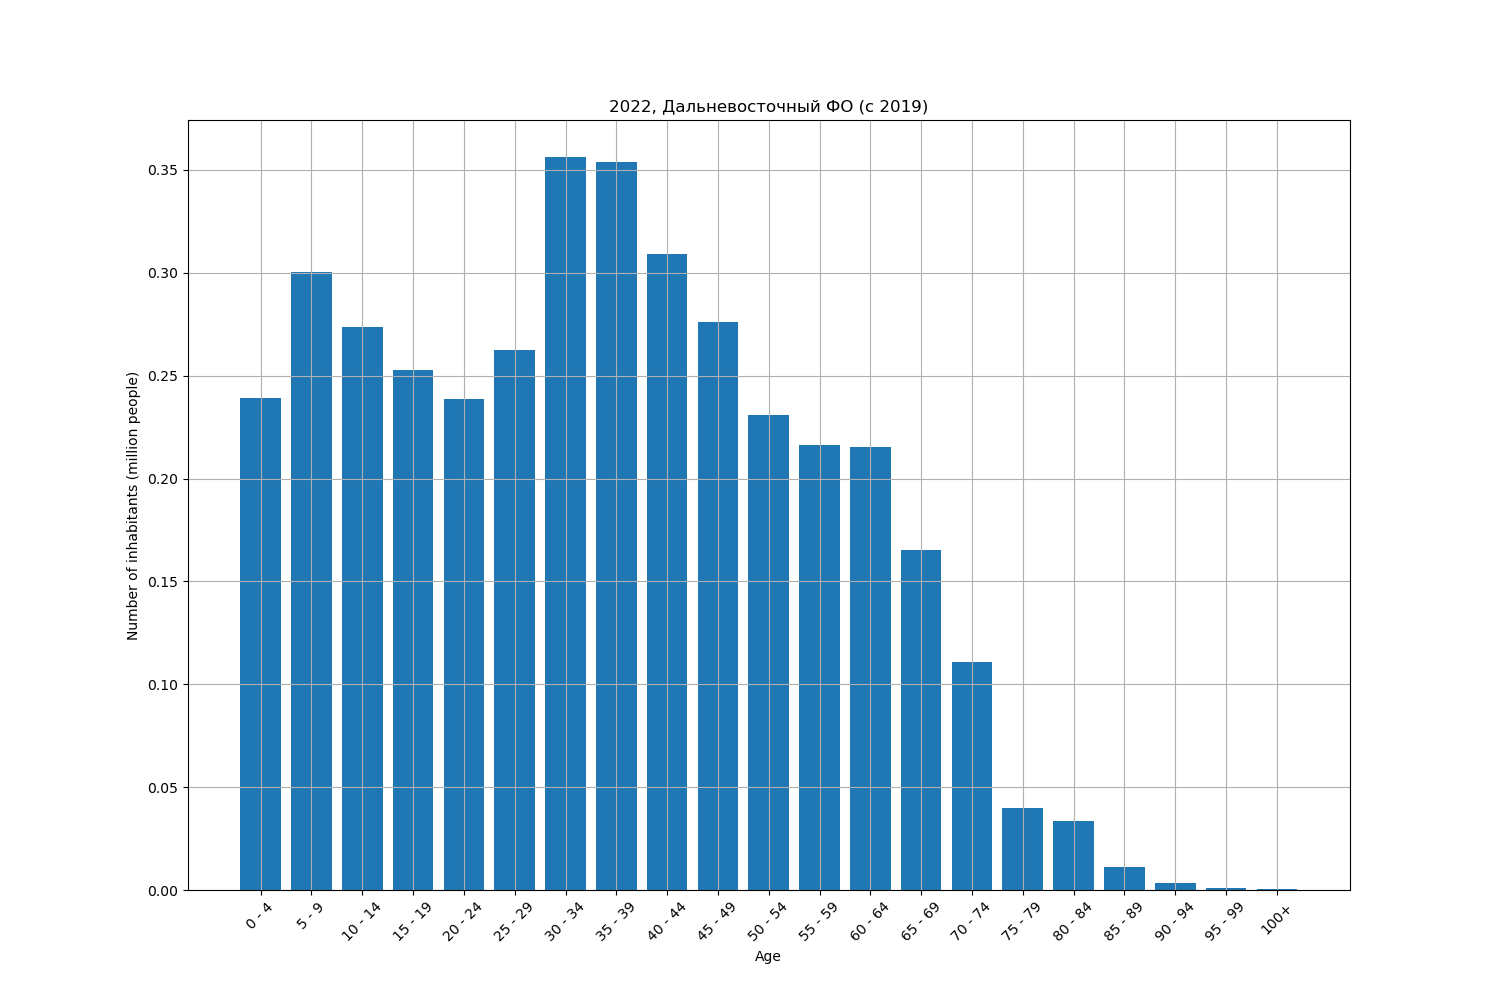 2022, Дальневосточный ФО (с 2019)
Number of inhabitants (million people)
0.35
0.30
0.25
0.20
0.15
0.10
0.05
0.00
0 - 4
5 - 9
10 - 14
15 - 19
20 - 24
25 - 29
30 - 34
35 - 39
40 - 44
45 - 49
50 - 54
55 - 59
60 - 64
65 - 69
70 - 74
75 - 79
80 - 84
85 - 89
90 - 94
95 - 99
100+
Age